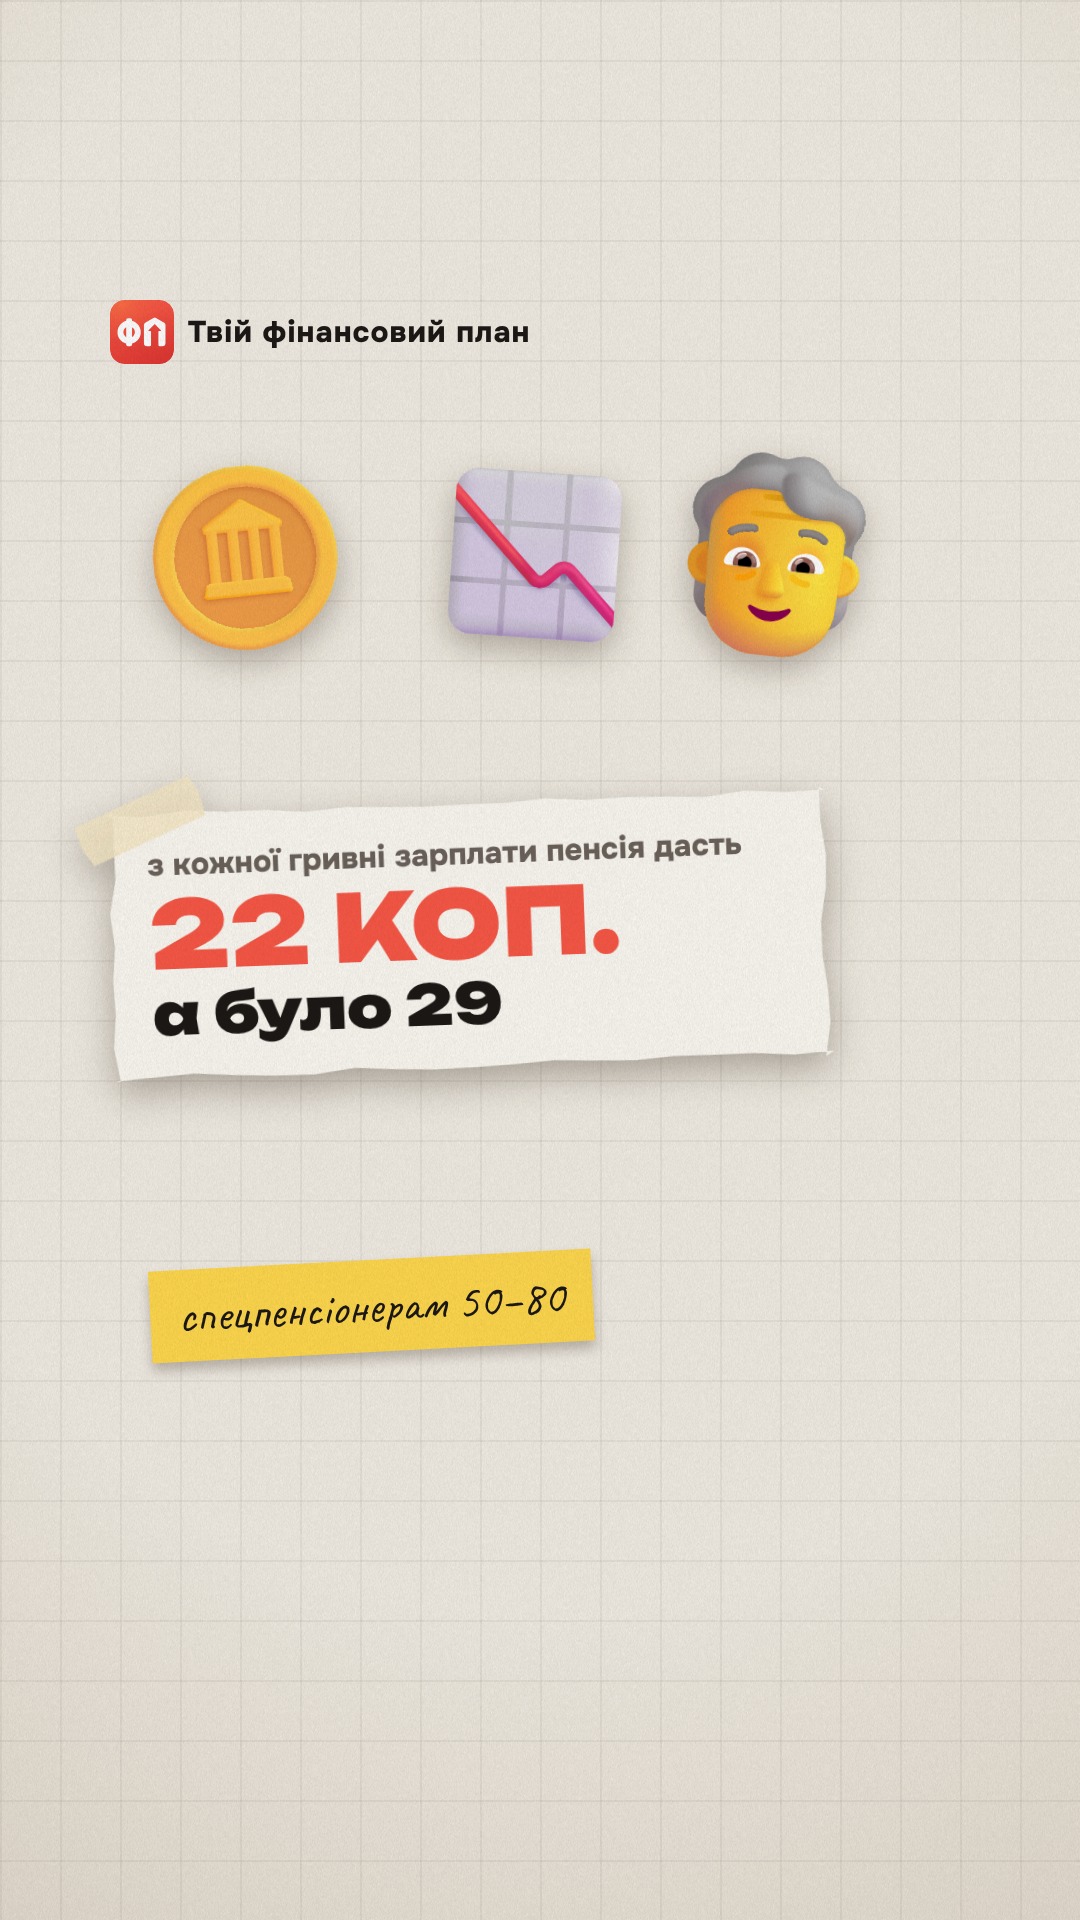 ФП Твій фінансовий план
з кожної гривні зарплати пенсія дасть
22 КОП.
а було 29
спецпенсіонерам 50–80